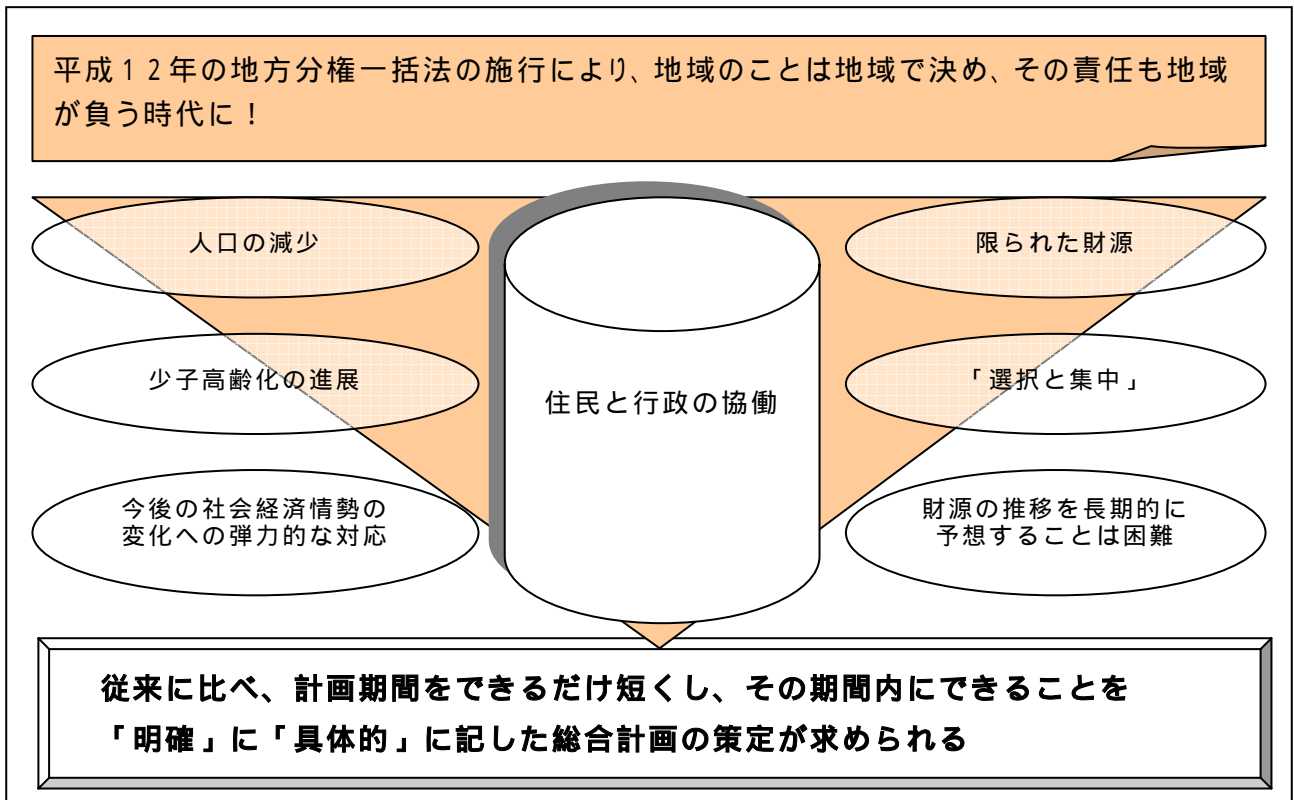 平成１２年の地方分権一括法の施行により、地域のことは地域で決め、その責任も地域
が負う時代に！
人口の減少
限られた財源
少子高齢化の進展
「選択と集中」
住民と行政の協働
今後の社会経済情勢の
変化への弾力的な対応
財源の推移を長期的に
予想することは困難
従来に比べ、計画期間をできるだけ短くし、その期間内にできることを
「明確」に「具体的」に記した総合計画の策定が求められる